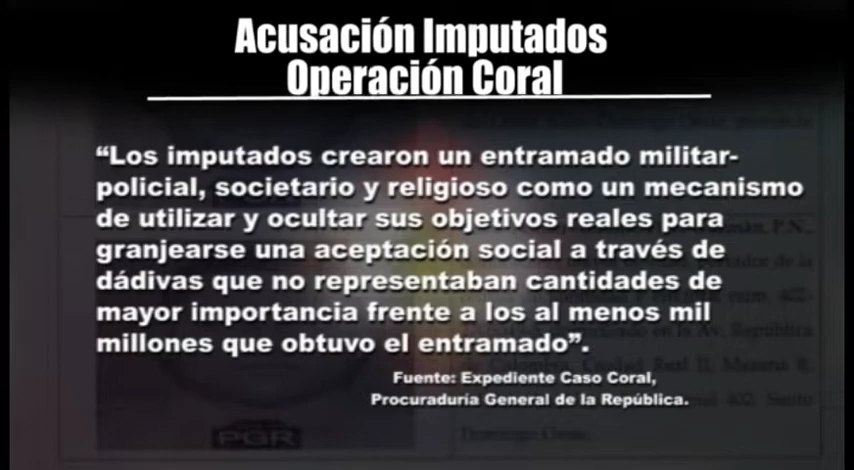 Acusación Imputados
Operación Coral
“Los imputados crearon un entramado militar-
policial, societario y religioso como un mecanismo
de utilizar y ocultar sus objetivos reales para
granjearse una aceptación social a través de
dádivas que no representaban cantidades de
mayor importancia frente a los al menos mil
millones que obtuvo el entramado”.
Fuente: Expediente Caso Coral,
Procuraduría General de la República.
PGR